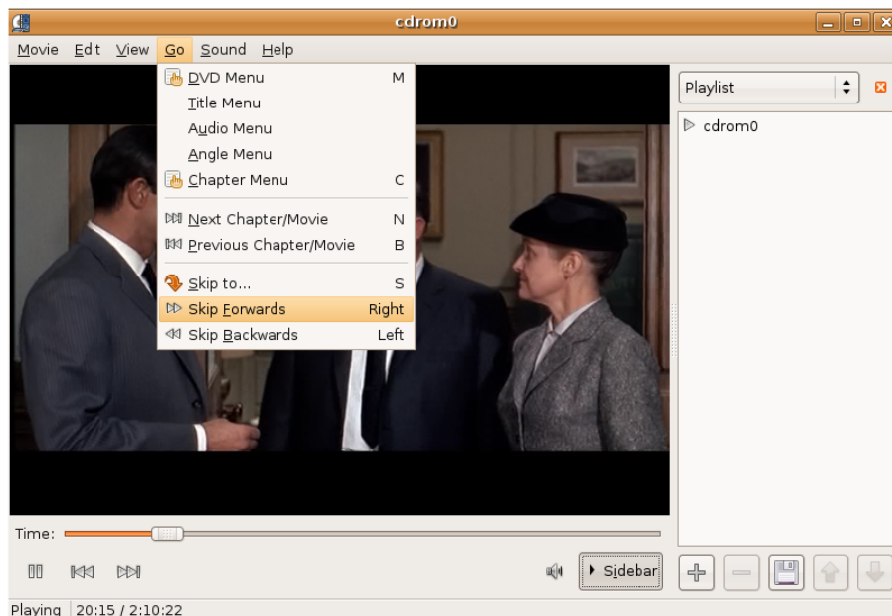 cdrom0
Movie Edt View Go Sound Help
DVD Menu M
Title Menu
Audio Menu
Angle Menu
Chapter Menu C
Next Chapter/Movie N
Previous Chapter/Movie B
Skip to... S
Skip Forwards Right
Skip Backwards Left
Playlist
cdrom0
Time:
Sidebar
Playing 20:15 / 2:10:22